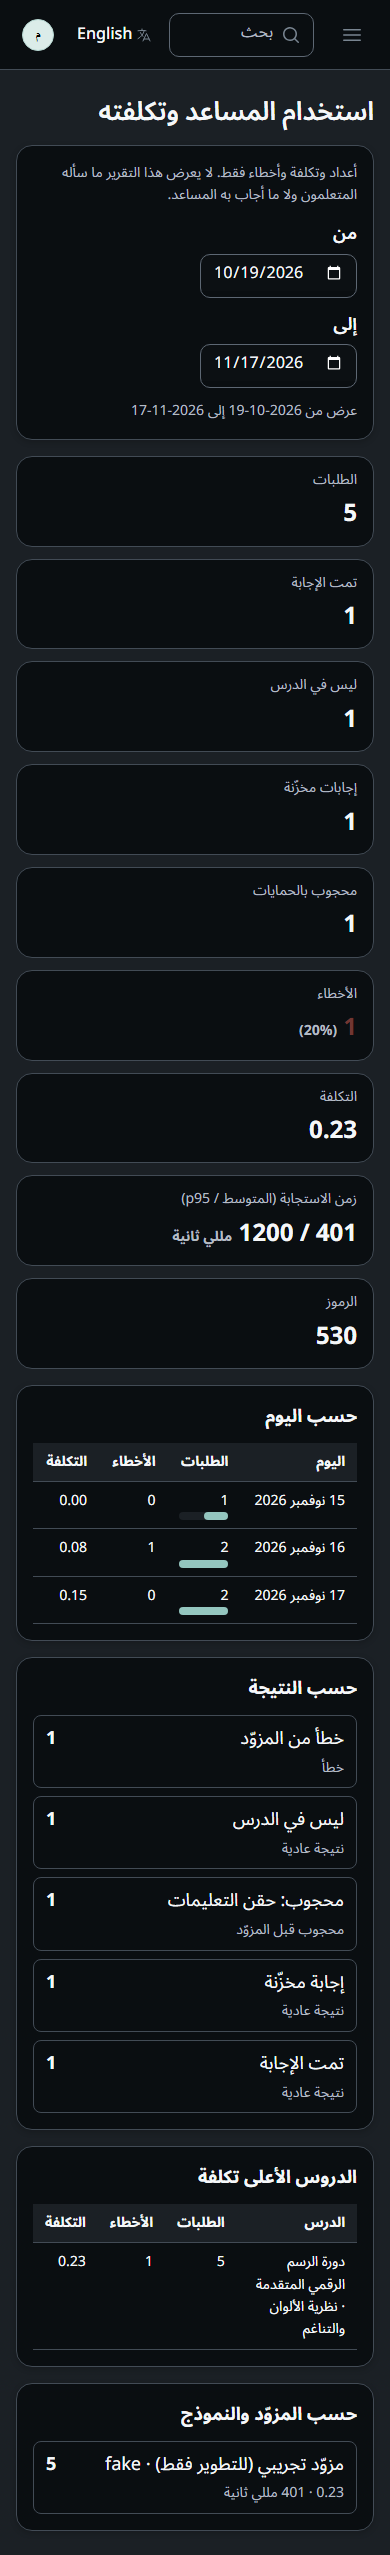 بحث
English
م
استخدام المساعد وتكلفته
أعداد وتكلفة وأخطاء فقط. لا يعرض هذا التقرير ما سأله
المتعلمون ولا ما أجاب به المساعد.
من
10/19/2026
إلى
11/17/2026
عرض من 2026-10-19 إلى 2026-11-17
الطلبات
5
تمت الإجابة
1
ليس في الدرس
1
إجابات مخزّنة
1
محجوب بالحمايات
1
الأخطاء
1 (20%)
التكلفة
0.23
زمن الاستجابة (المتوسط / p95)
401 / 1200 مللي ثانية
الرموز
530
حسب اليوم
اليوم الطلبات الأخطاء التكلفة
15 نوفمبر 2026 1 0 0.00
16 نوفمبر 2026 2 1 0.08
17 نوفمبر 2026 2 0 0.15
حسب النتيجة
خطأ من المزوّد 1
خطأ
ليس في الدرس 1
نتيجة عادية
محجوب: حقن التعليمات 1
محجوب قبل المزوّد
إجابة مخزّنة 1
نتيجة عادية
تمت الإجابة 1
نتيجة عادية
الدروس الأعلى تكلفة
الدرس الطلبات الأخطاء التكلفة
دورة الرسم 5 1 0.23
الرقمي المتقدمة
· نظرية الألوان
والتناغم
حسب المزوّد والنموذج
مزوّد تجريبي (للتطوير فقط) · fake 5
0.23 · 401 مللي ثانية